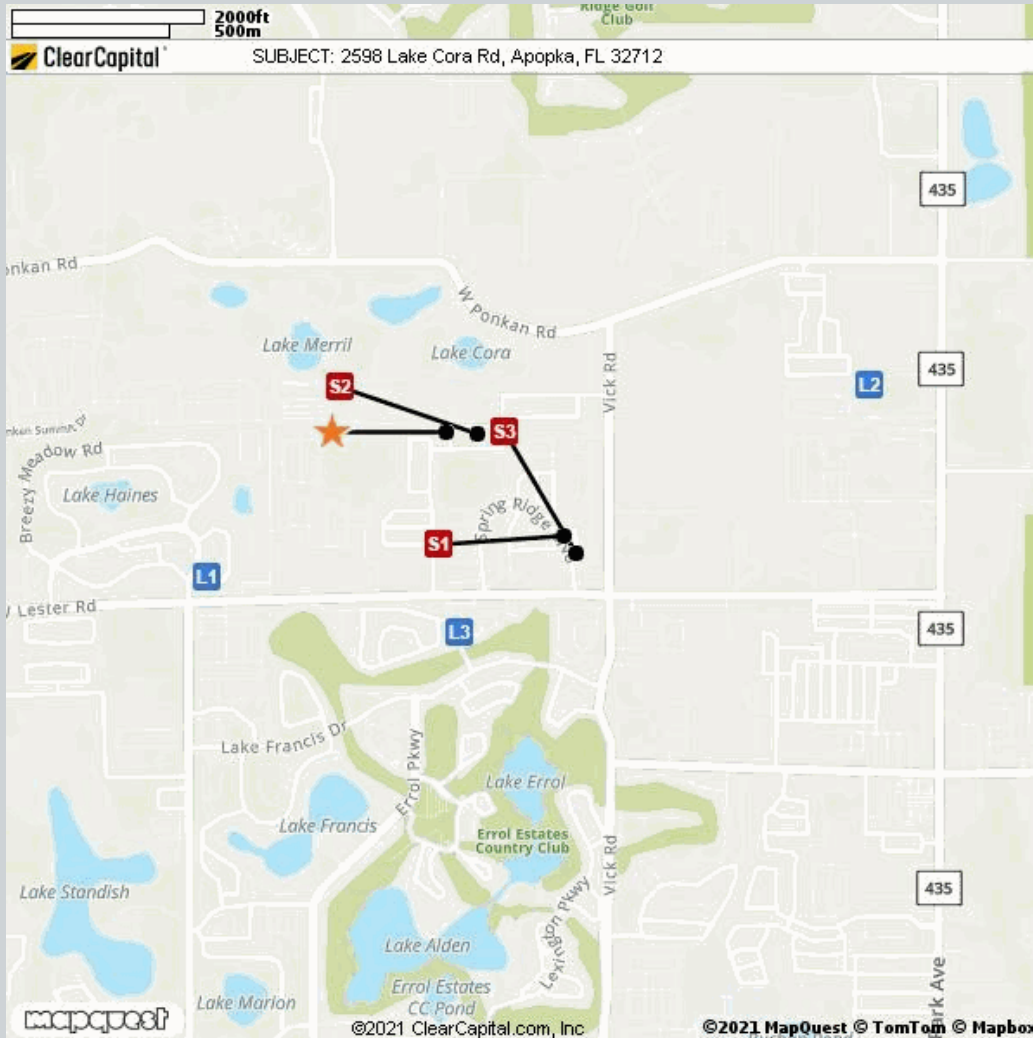 2000ft
500m
Ridge Golf
Club
ClearCapital
SUBJECT: 2598 Lake Cora Rd, Apopka, FL 32712
435
onkan Rd
W Ponkan Rd
Lake Merril
Lake Cora
Vick Rd
435
S2
L2
S3
nken Summit Dr
Breezy Meadow Rd
Lake Haines
Spring Ridge
S1
L1
W Lester Rd
L3
435
Lake Francis Dr
Errol Pkwy
Lake Errol
Lake Francis
Errol Estates
Country Club
Vick Rd
Lake Standish
435
Lexington Pkwy
Lake Alden
Errol Estates
CC Pond
Lake Marion
Park Ave
mapquest
©2021 ClearCapital.com, Inc
©2021 MapQuest © TomTom © Mapbox